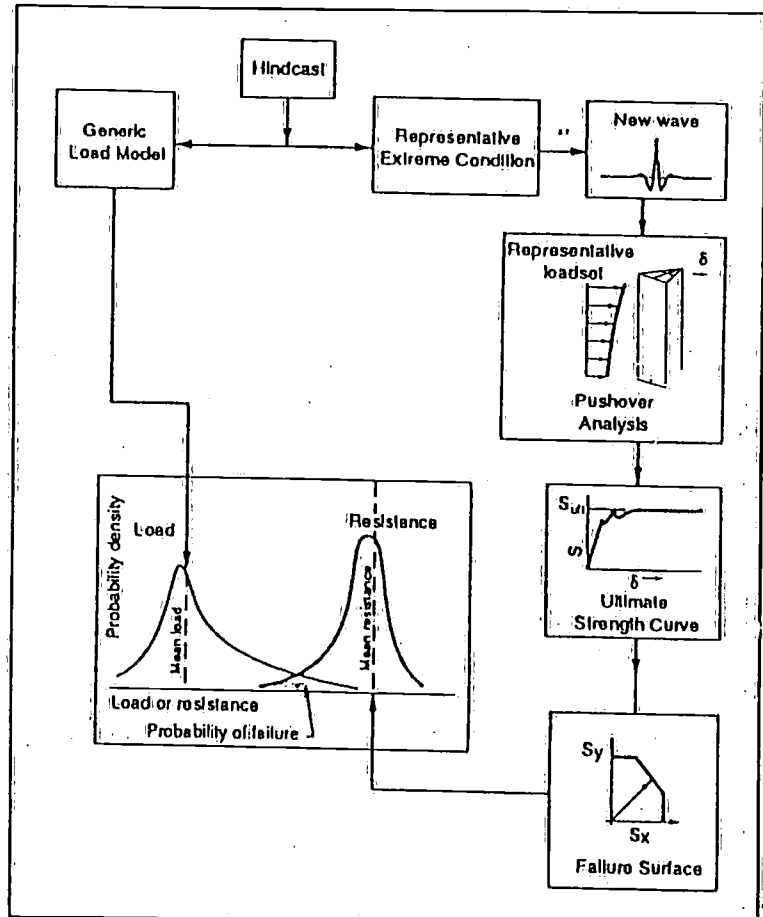 Hindcast
Generic
Load Model
Representative
Extreme Condition
New wave
Representative
loadset
δ
Pushover
Analysis
Probability density
Load
Resistance
Mean load
Mean resistance
Load or resistance
Probability of failure
Sult
S
δ
Ultimate
Strength Curve
Sy
Sx
Failure Surface